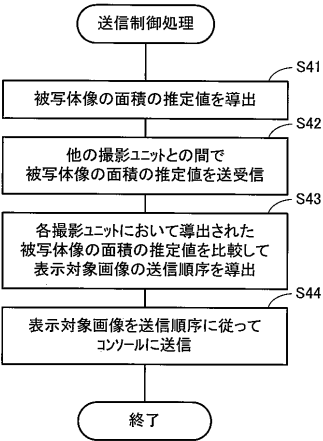 送信制御処理
S41
被写体像の面積の推定値を導出
S42
他の撮影ユニットとの間で
被写体像の面積の推定値を送受信
S43
各撮影ユニットにおいて導出された
被写体像の面積の推定値を比較して
表示対象画像の送信順序を導出
S44
表示対象画像を送信順序に従って
コンソールに送信
終了